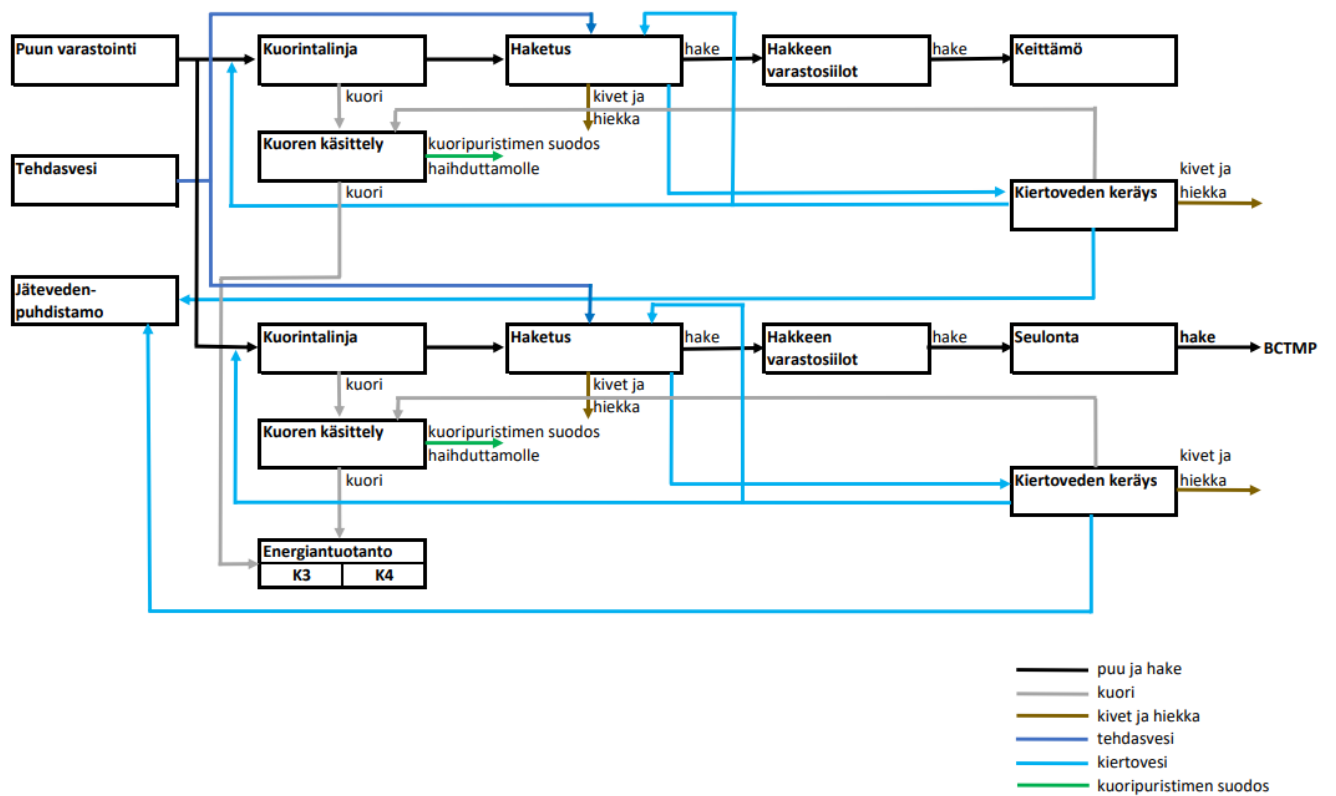 Puun varastointi
Kuorintalinja
Haketus
hake
Hakkeen
varastosiilot
hake
Keittämö
kuori
kivet ja
hiekka
Kuoren käsittely
kuoripuristimen suodos
haihduttamolle
Tehdasvesi
kuori
Kiertoveden keräys
kivet ja
hiekka
Jäteveden-
puhdistamo
Kuorintalinja
Haketus
hake
Hakkeen
varastosiilot
hake
Seulonta
hake
BCTMP
kuori
kivet ja
hiekka
Kuoren käsittely
kuoripuristimen suodos
haihduttamolle
kuori
Kiertoveden keräys
kivet ja
hiekka
Energiantuotanto
K3
K4
puu ja hake
kuori
kivet ja hiekka
tehdasvesi
kiertovesi
kuoripuristimen suodos